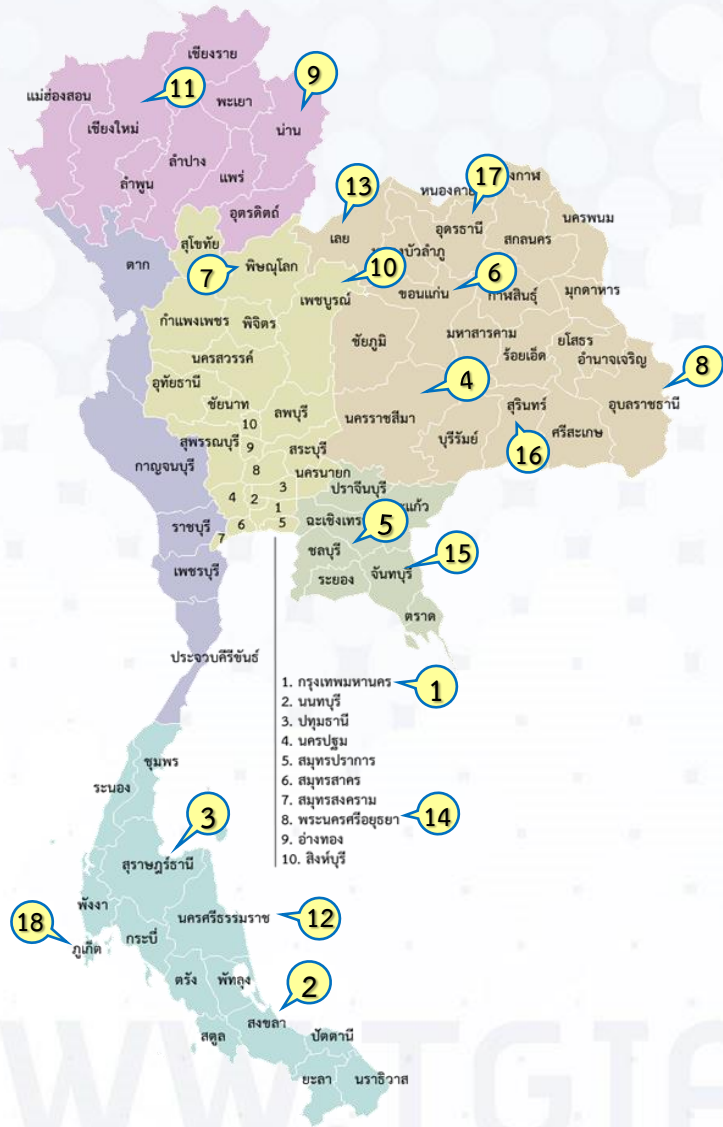 เชียงราย
9
11
แม่ฮ่องสอน
พะเยา
เชียงใหม่
น่าน
ลำปาง
ลำพูน
แพร่
อุตรดิตถ์
13
17
หนองคาย
งกาฬ
นครพนม
เลย
อุดรธานี
สกลนคร
สุโขทัย
บัวลำภู
ตาก
7
พิษณุโลก
10
6
ขอนแก่น
กาฬสินธุ์
มุกดาหาร
เพชรบูรณ์
กำแพงเพชร
พิจิตร
ชัยภูมิ
มหาสารคาม
ยโสธร
ร้อยเอ็ด
อำนาจเจริญ
8
นครสวรรค์
อุทัยธานี
4
ชัยนาท
ลพบุรี
นครราชสีมา
สุรินทร์
อุบลราชธานี
10
สุพรรณบุรี
9
สระบุรี
บุรีรัมย์
ศรีสะเกษ
16
กาญจนบุรี
8
นครนายก
3
ปราจีนบุรี
4
2
1
แก้ว
ราชบุรี
6
5
ฉะเชิงเทร
5
7
ชลบุรี
15
เพชรบุรี
ระยอง
จันทบุรี
ตราด
ประจวบคีรีขันธ์
1. กรุงเทพมหานคร
1
2. นนทบุรี
3. ปทุมธานี
4. นครปฐม
5. สมุทรปราการ
6. สมุทรสาคร
7. สมุทรสงคราม
8. พระนครศรีอยุธยา
14
9. อ่างทอง
10. สิงห์บุรี
ชุมพร
ระนอง
3
สุราษฎร์ธานี
พังงา
18
นครศรีธรรมราช
12
ภูเก็ต
กระบี่
ตรัง
พัทลุง
2
สงขลา
สตูล
ปัตตานี
ยะลา
นราธิวาส
WWW.TGIA